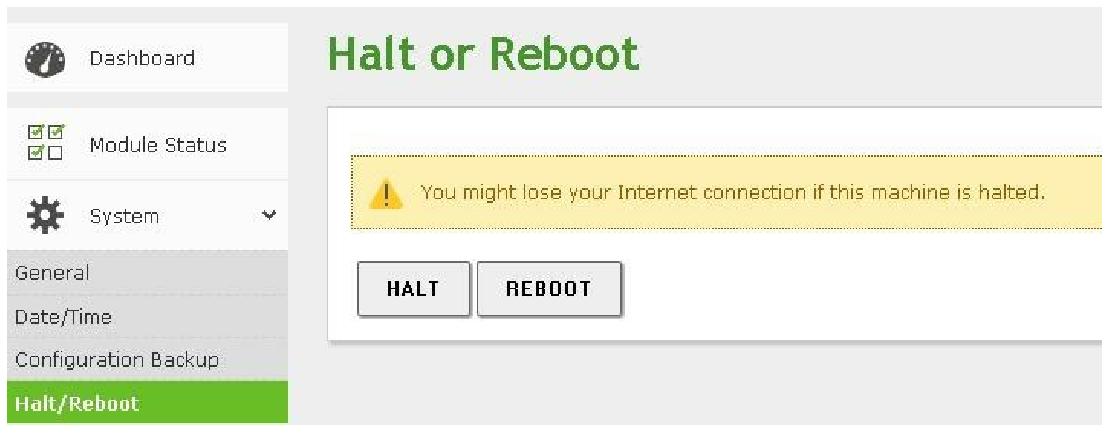 Dashboard
Module Status
System
General
Date/Time
Configuration Backup
Halt/Reboot
Halt or Reboot
You might lose your Internet connection if this machine is halted.
HALT
REBOOT